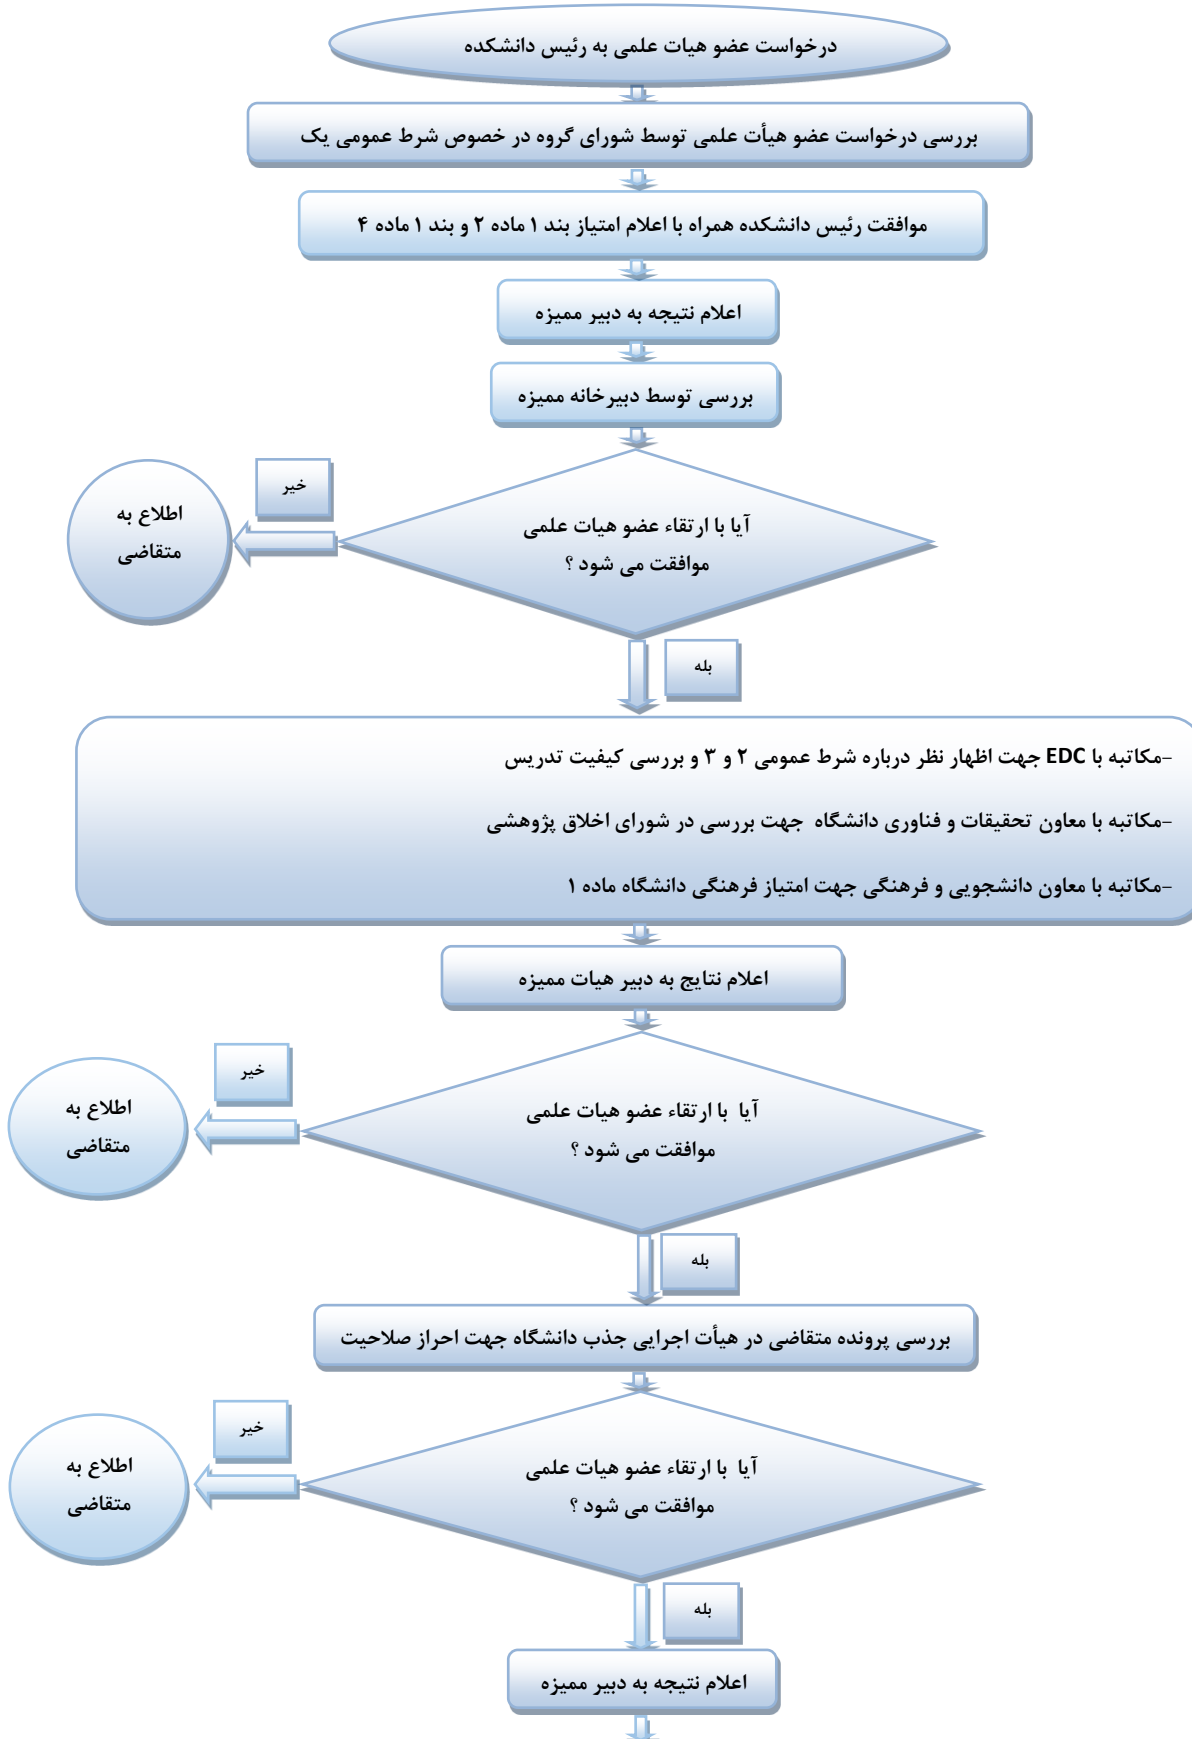 درخواست عضو هیات علمی به رئیس دانشکده
بررسی درخواست عضو هیأت علمی توسط شورای گروه در خصوص شرط عمومی یک
موافقت رئیس دانشکده همراه با اعلام امتیاز بند ۱ ماده ۲ و بند ۱ ماده ۴
اعلام نتیجه به دبیر ممیزه
بررسی توسط دبیرخانه ممیزه
آیا با ارتقاء عضو هیات علمی
موافقت می شود ؟
خیر
اطلاع به
متقاضی
بله
-مکاتبه با EDC جهت اظهار نظر درباره شرط عمومی ۲ و ۳ و بررسی کیفیت تدریس
-مکاتبه با معاون تحقیقات و فناوری دانشگاه جهت بررسی در شورای اخلاق پژوهشی
-مکاتبه با معاون دانشجویی و فرهنگی جهت امتیاز فرهنگی دانشگاه ماده ۱
اعلام نتایج به دبیر هیات ممیزه
آیا با ارتقاء عضو هیات علمی
موافقت می شود ؟
خیر
اطلاع به
متقاضی
بله
بررسی پرونده متقاضی در هیأت اجرایی جذب دانشگاه جهت احراز صلاحیت
آیا با ارتقاء عضو هیات علمی
موافقت می شود ؟
خیر
اطلاع به
متقاضی
بله
اعلام نتیجه به دبیر ممیزه